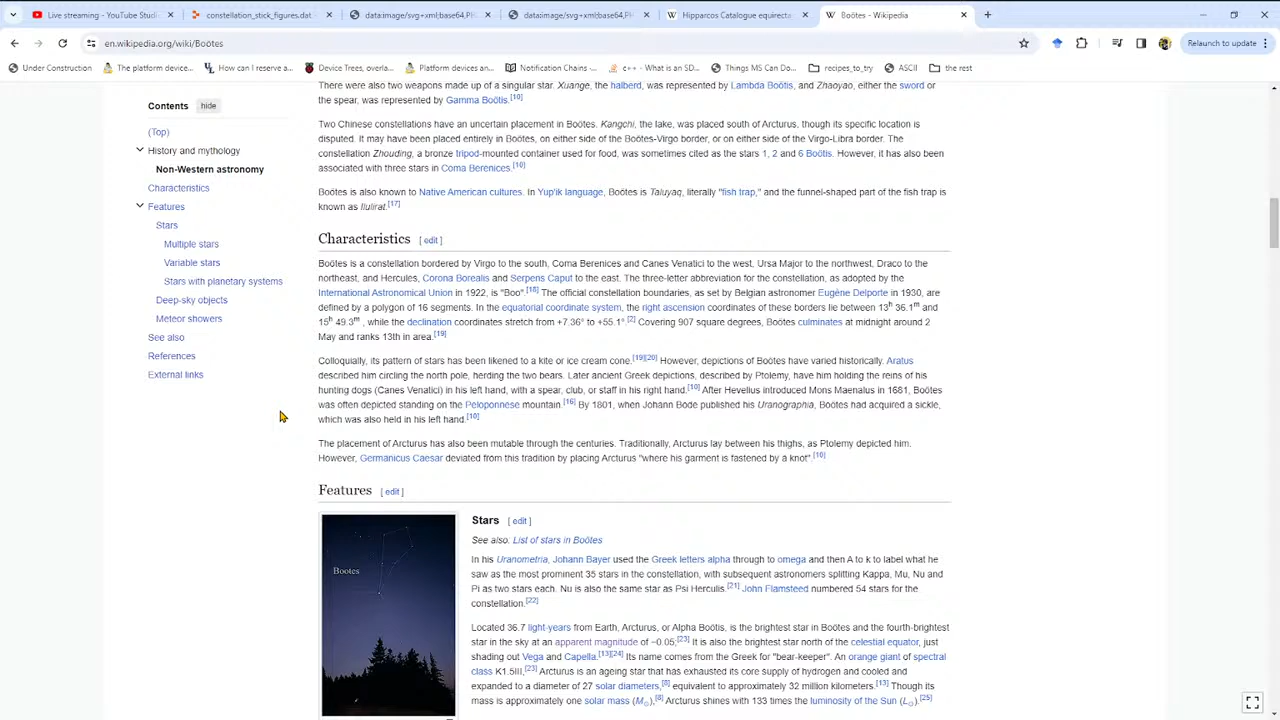 Live streaming - YouTube Studi
constellation_stick_figures.dat
data:image/svg+xml;base64,PH
data:image/svg+xml;base64,PH
Hipparcos Catalogue equirecta
Boötes - Wikipedia
en.wikipedia.org/wiki/Boötes
Relaunch to update
Under Construction
The platform device...
How can I reserve a...
Device Trees, overla...
Platform devices an...
Notification Chains -...
c++ - What is an SD...
Things MS Can Do
recipes_to_try
ASCII
the rest
Contents hide
(Top)
History and mythology
Non-Western astronomy
Characteristics
Features
Stars
Multiple stars
Variable stars
Stars with planetary systems
Deep-sky objects
Meteor showers
See also
References
External links
There were also two weapons made up of a singular star. Xuange, the halberd, was represented by Lambda Boötis, and Zhaoyao, either the sword or
the spear, was represented by Gamma Boötis.[10]
Two Chinese constellations have an uncertain placement in Boötes. Kangchi, the lake, was placed south of Arcturus, though its specific location is
disputed. It may have been placed entirely in Boötes, on either side of the Boötes-Virgo border, or on either side of the Virgo-Libra border. The
constellation Zhouding, a bronze tripod-mounted container used for food, was sometimes cited as the stars 1, 2 and 6 Boötis. However, it has also been
associated with three stars in Coma Berenices.[10]
Boötes is also known to Native American cultures. In Yup'ik language, Boötes is Taluyaq, literally "fish trap," and the funnel-shaped part of the fish trap is
known as Ilulirat.[17]
Characteristics [ edit ]
Boötes is a constellation bordered by Virgo to the south, Coma Berenices and Canes Venatici to the west, Ursa Major to the northwest, Draco to the
northeast, and Hercules, Corona Borealis and Serpens Caput to the east. The three-letter abbreviation for the constellation, as adopted by the
International Astronomical Union in 1922, is "Boo".[18] The official constellation boundaries, as set by Belgian astronomer Eugène Delporte in 1930, are
defined by a polygon of 16 segments. In the equatorial coordinate system, the right ascension coordinates of these borders lie between 13h 36.1m and
15h 49.3m , while the declination coordinates stretch from +7.36° to +55.1°.[2] Covering 907 square degrees, Boötes culminates at midnight around 2
May and ranks 13th in area.[19]
Colloquially, its pattern of stars has been likened to a kite or ice cream cone.[19][20] However, depictions of Boötes have varied historically. Aratus
described him circling the north pole, herding the two bears. Later ancient Greek depictions, described by Ptolemy, have him holding the reins of his
hunting dogs (Canes Venatici) in his left hand, with a spear, club, or staff in his right hand.[10] After Hevelius introduced Mons Maenalus in 1681, Boötes
was often depicted standing on the Peloponnese mountain.[16] By 1801, when Johann Bode published his Uranographia, Boötes had acquired a sickle,
which was also held in his left hand.[10]
The placement of Arcturus has also been mutable through the centuries. Traditionally, Arcturus lay between his thighs, as Ptolemy depicted him.
However, Germanicus Caesar deviated from this tradition by placing Arcturus "where his garment is fastened by a knot".[10]
Features [ edit ]
Bootes
Stars [ edit ]
See also: List of stars in Boötes
In his Uranometria, Johann Bayer used the Greek letters alpha through to omega and then A to k to label what he
saw as the most prominent 35 stars in the constellation, with subsequent astronomers splitting Kappa, Mu, Nu and
Pi as two stars each. Nu is also the same star as Psi Herculis.[21] John Flamsteed numbered 54 stars for the
constellation.[22]
Located 36.7 light-years from Earth, Arcturus, or Alpha Boötis, is the brightest star in Boötes and the fourth-brightest
star in the sky at an apparent magnitude of −0.05;[23] It is also the brightest star north of the celestial equator, just
shading out Vega and Capella.[13][24] Its name comes from the Greek for "bear-keeper". An orange giant of spectral
class K1.5III,[23] Arcturus is an ageing star that has exhausted its core supply of hydrogen and cooled and
expanded to a diameter of 27 solar diameters,[8] equivalent to approximately 32 million kilometers.[13] Though its
mass is approximately one solar mass (M☉),[8] Arcturus shines with 133 times the luminosity of the Sun (L☉).[25]